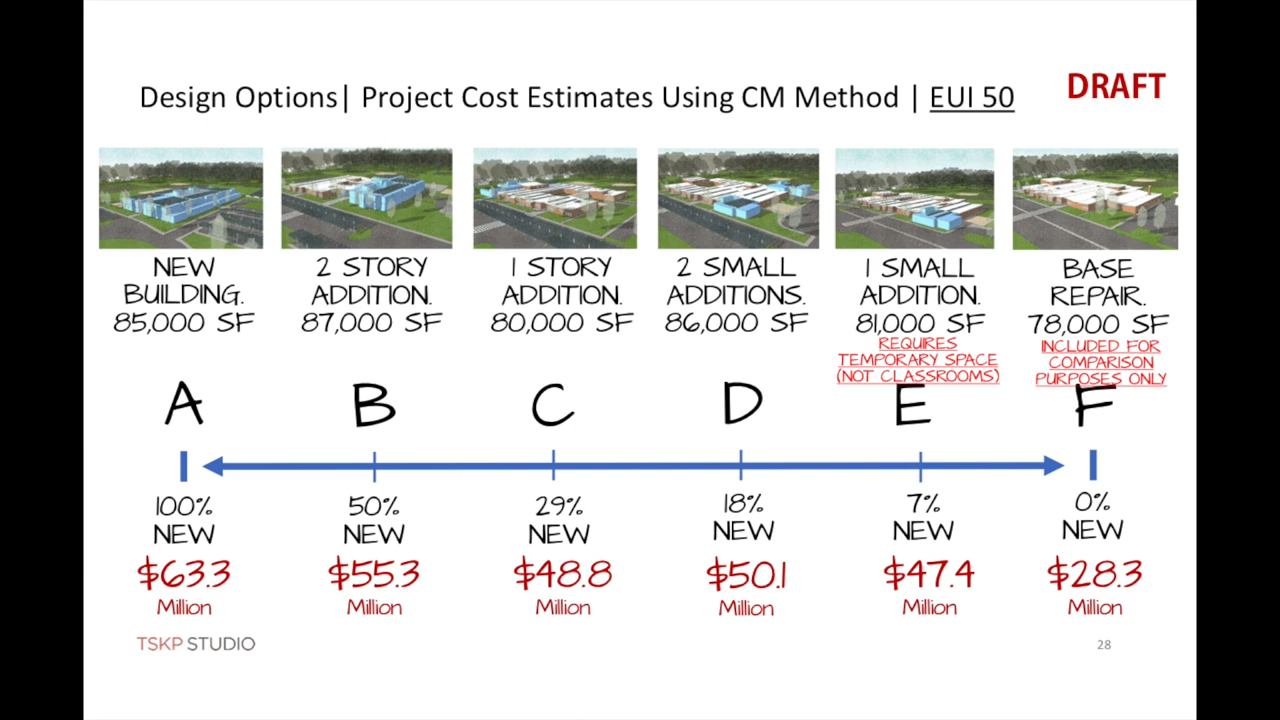 Design Options| Project Cost Estimates Using CM Method | EUI 50
DRAFT
NEW
BUILDING.
85,000 SF
2 STORY
ADDITION.
87,000 SF
1 STORY
ADDITION.
80,000 SF
2 SMALL
ADDITIONS.
86,000 SF
1 SMALL
ADDITION.
81,000 SF
REQUIRES
TEMPORARY SPACE
(NOT CLASSROOMS)
BASE
REPAIR.
78,000 SF
INCLUDED FOR
COMPARISON
PURPOSES ONLY
A
B
C
D
E
F
100%
NEW
$63.3
Million
50%
NEW
$55.3
Million
29%
NEW
$48.8
Million
18%
NEW
$50.1
Million
7%
NEW
$47.4
Million
0%
NEW
$28.3
Million
TSKP STUDIO
28